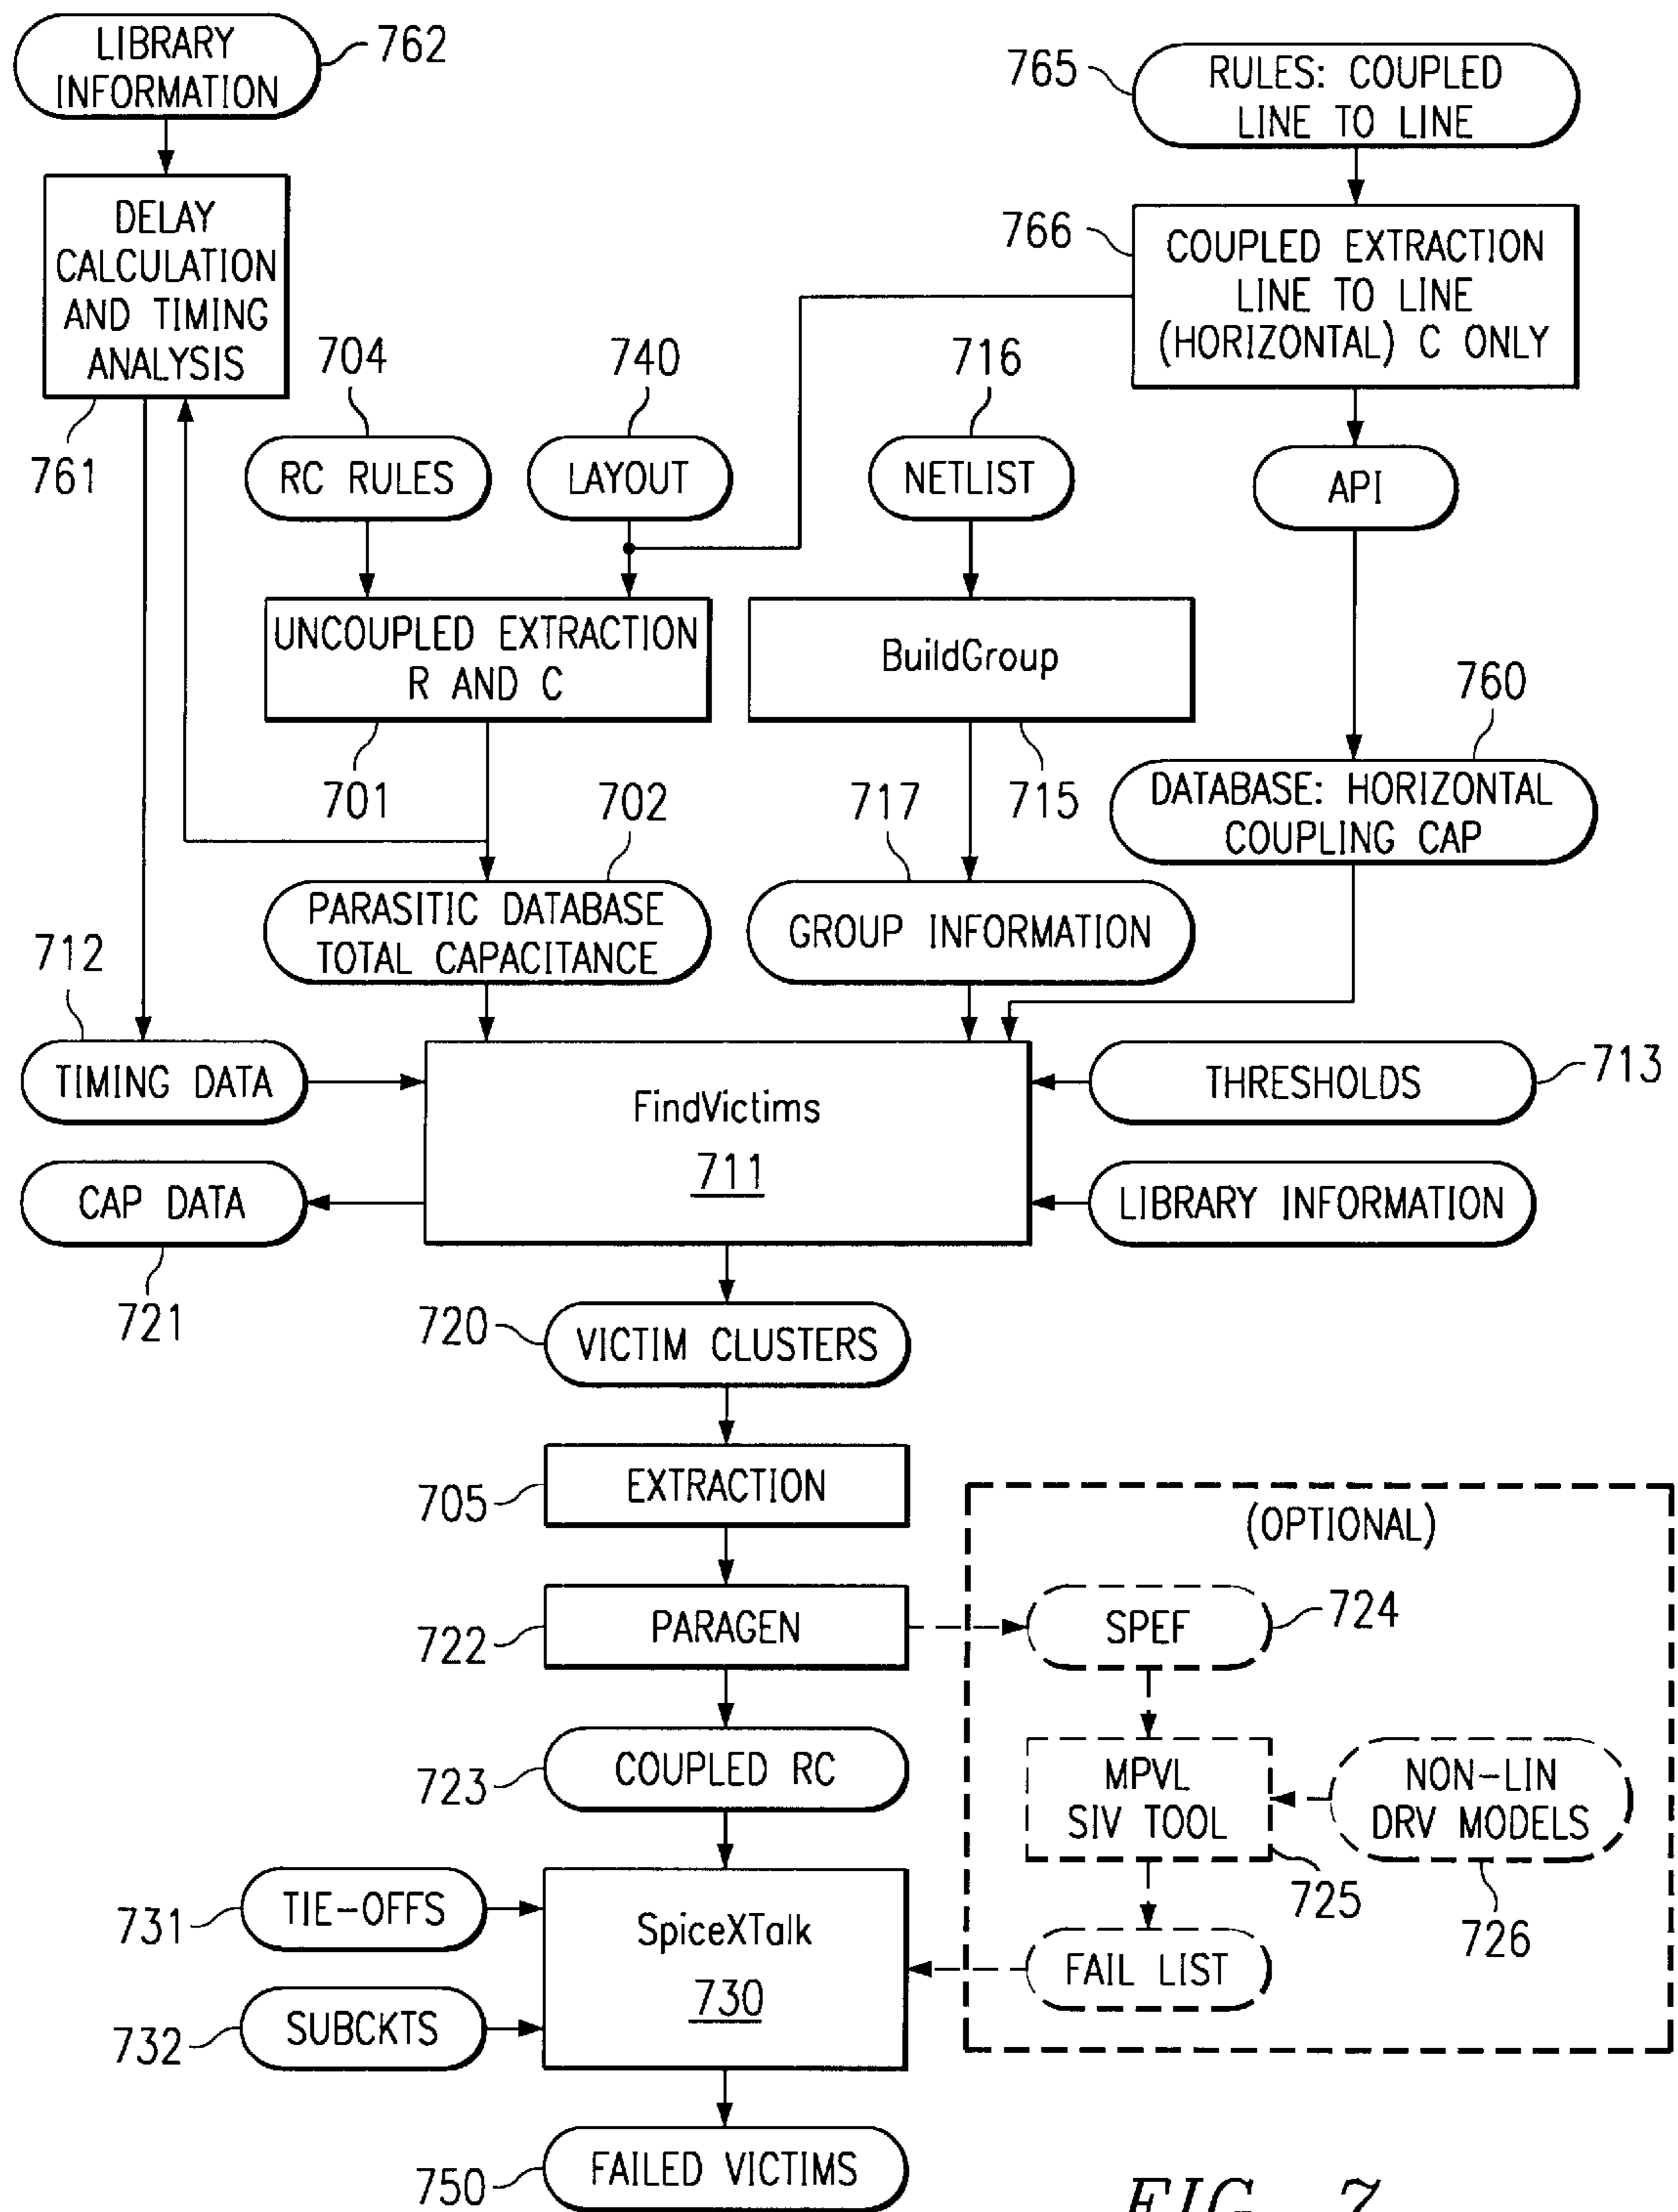 LIBRARY
INFORMATION
762
765
RULES: COUPLED
LINE TO LINE
DELAY
CALCULATION
AND TIMING
ANALYSIS
761
766
COUPLED EXTRACTION
LINE TO LINE
(HORIZONTAL) C ONLY
704
740
716
RC RULES
LAYOUT
NETLIST
API
UNCOUPLED EXTRACTION
R AND C
701
BuildGroup
715
760
DATABASE: HORIZONTAL
COUPLING CAP
702
717
PARASITIC DATABASE
TOTAL CAPACITANCE
GROUP INFORMATION
712
TIMING DATA
FindVictims
711
THRESHOLDS
713
CAP DATA
721
LIBRARY INFORMATION
720
VICTIM CLUSTERS
705
EXTRACTION
(OPTIONAL)
722
PARAGEN
SPEF
724
723
COUPLED RC
MPVL
SIV TOOL
725
NON-LIN
DRV MODELS
726
731
TIE-OFFS
SpiceXTalk
730
FAIL LIST
732
SUBCKTS
750
FAILED VICTIMS
FIG. 7